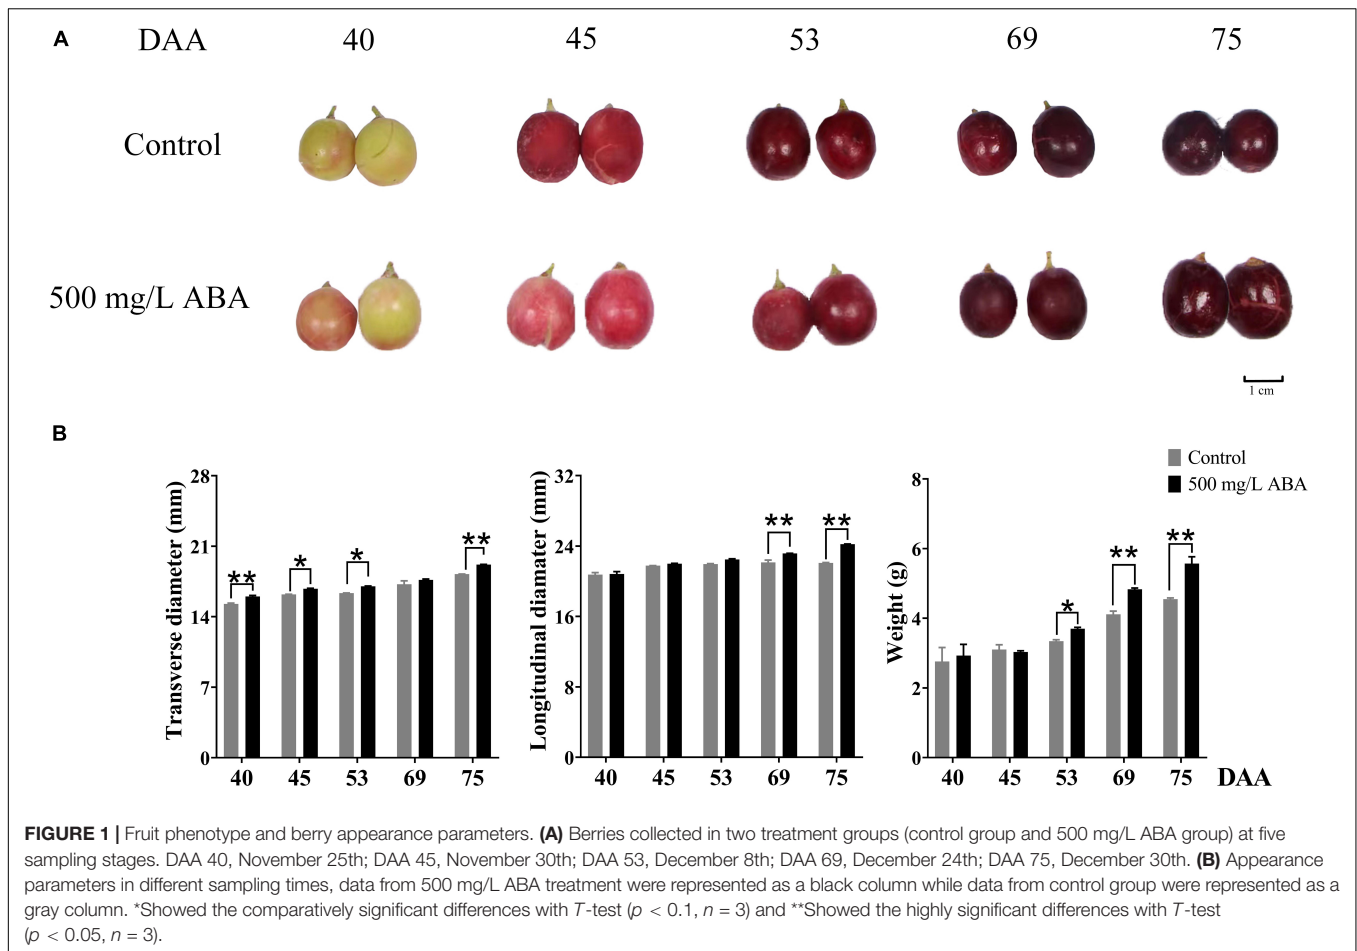 A DAA 40 45 53 69 75
Control
500 mg/L ABA
1 cm
B
Control
500 mg/L ABA
Transverse diameter (mm)
28
21
14
7
0
** * * **
40 45 53 69 75
Longitudinal diamater (mm)
32
24
16
8
0
** **
40 45 53 69 75
Weight (g)
8
6
4
2
0
* ** **
40 45 53 69 75 DAA
FIGURE 1 | Fruit phenotype and berry appearance parameters. (A) Berries collected in two treatment groups (control group and 500 mg/L ABA group) at five
sampling stages. DAA 40, November 25th; DAA 45, November 30th; DAA 53, December 8th; DAA 69, December 24th; DAA 75, December 30th. (B) Appearance
parameters in different sampling times, data from 500 mg/L ABA treatment were represented as a black column while data from control group were represented as a
gray column. *Showed the comparatively significant differences with T-test (p < 0.1, n = 3) and **Showed the highly significant differences with T-test
(p < 0.05, n = 3).